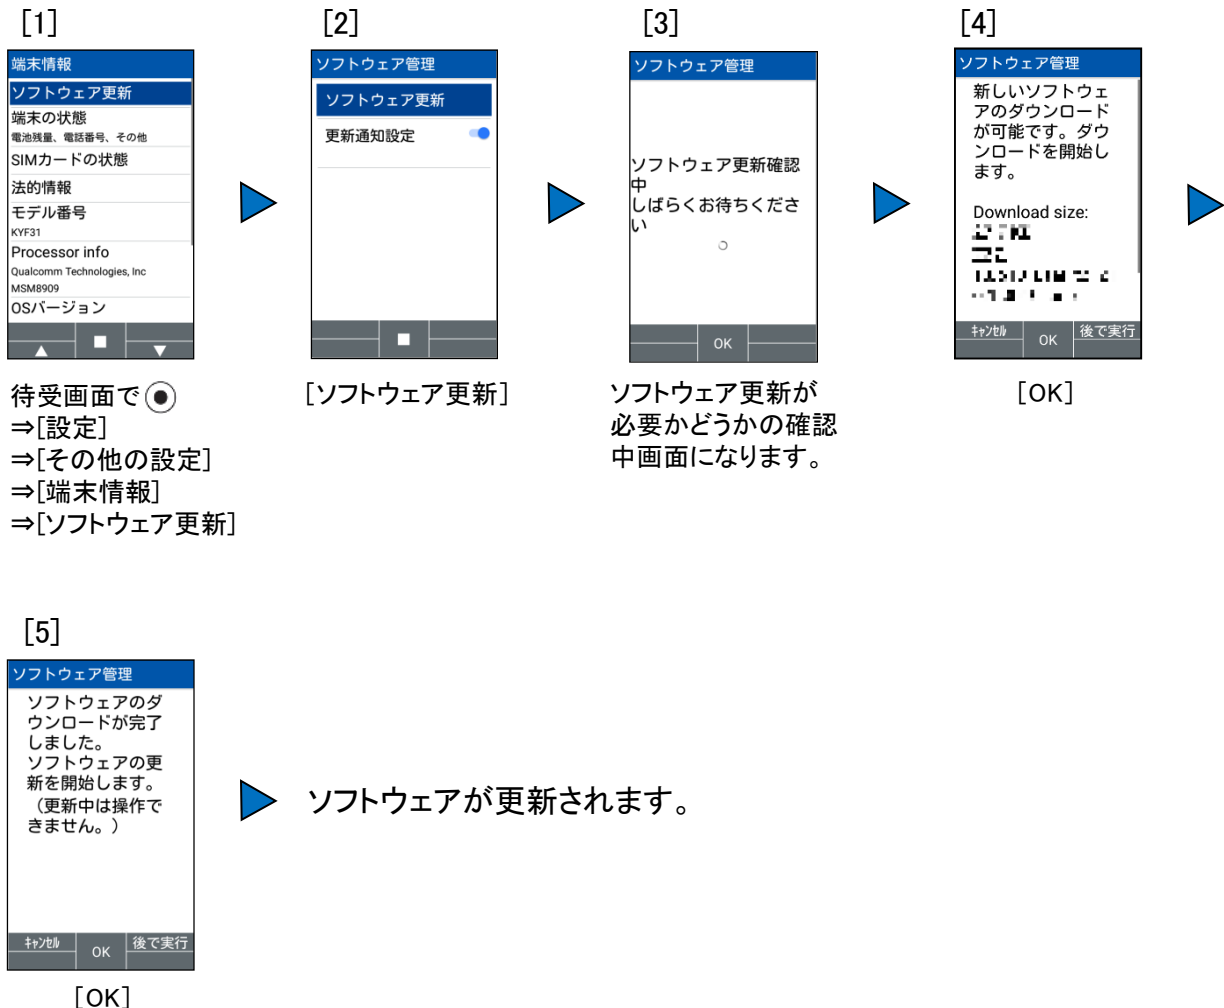 [1]
端末情報
ソフトウェア更新
端末の状態
電池残量、電話番号、その他
SIMカードの状態
法的情報
モデル番号
KYF31
Processor info
Qualcomm Technologies, Inc
MSM8909
OSバージョン
待受画面で
⇒[設定]
⇒[その他の設定]
⇒[端末情報]
⇒[ソフトウェア更新]
[2]
ソフトウェア管理
ソフトウェア更新
更新通知設定
[ソフトウェア更新]
[3]
ソフトウェア管理
ソフトウェア更新確認
中
しばらくお待ちくださ
い
OK
ソフトウェア更新が
必要かどうかの確認
中画面になります。
[4]
ソフトウェア管理
新しいソフトウェ
アのダウンロード
が可能です。ダウ
ンロードを開始し
ます。
Download size:
ｷｬﾝｾﾙ OK 後で実行
[OK]
[5]
ソフトウェア管理
ソフトウェアのダ
ウンロードが完了
しました。
ソフトウェアの更
新を開始します。
（更新中は操作で
きません。）
ｷｬﾝｾﾙ OK 後で実行
[OK]
ソフトウェアが更新されます。